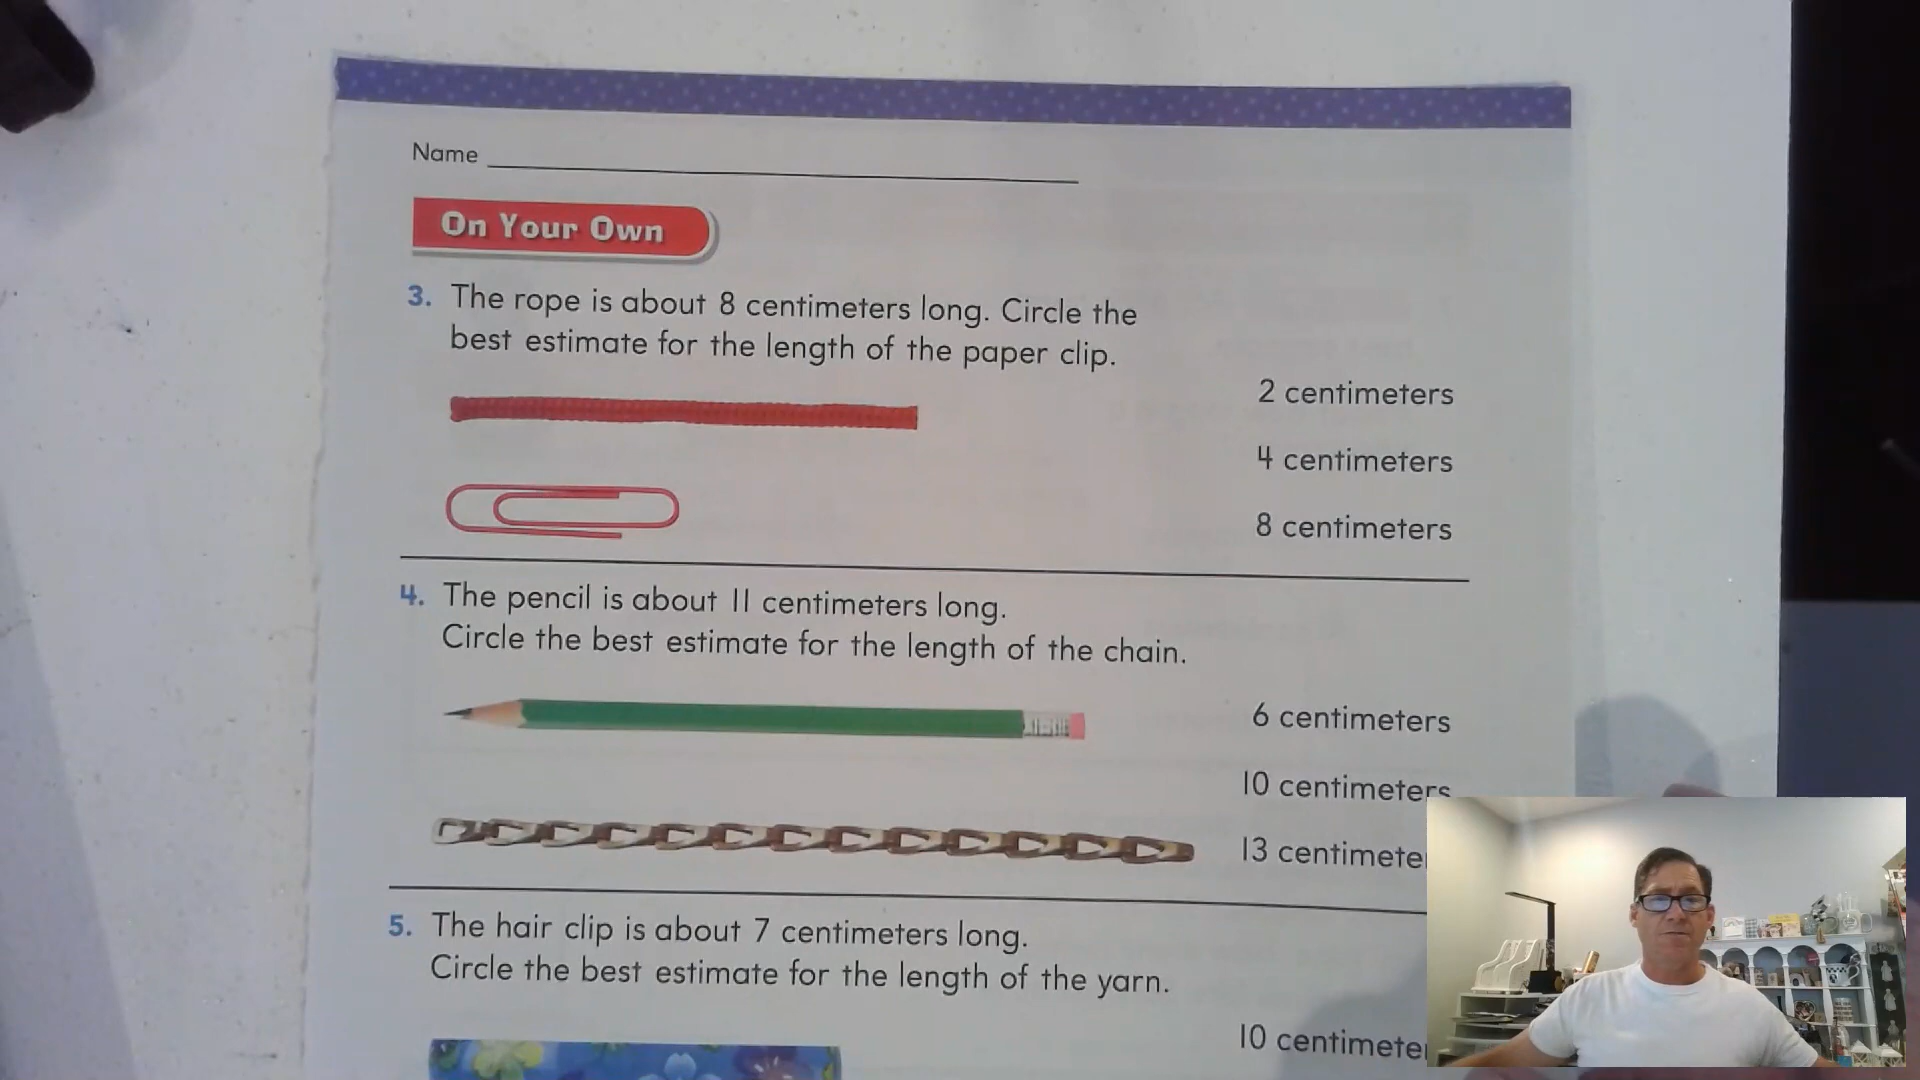 Name
On Your Own
3. The rope is about 8 centimeters long. Circle the
best estimate for the length of the paper clip.
2 centimeters
4 centimeters
8 centimeters
4. The pencil is about 11 centimeters long.
Circle the best estimate for the length of the chain.
6 centimeters
10 centimeters
13 centimeter
5. The hair clip is about 7 centimeters long.
Circle the best estimate for the length of the yarn.
10 centimeter